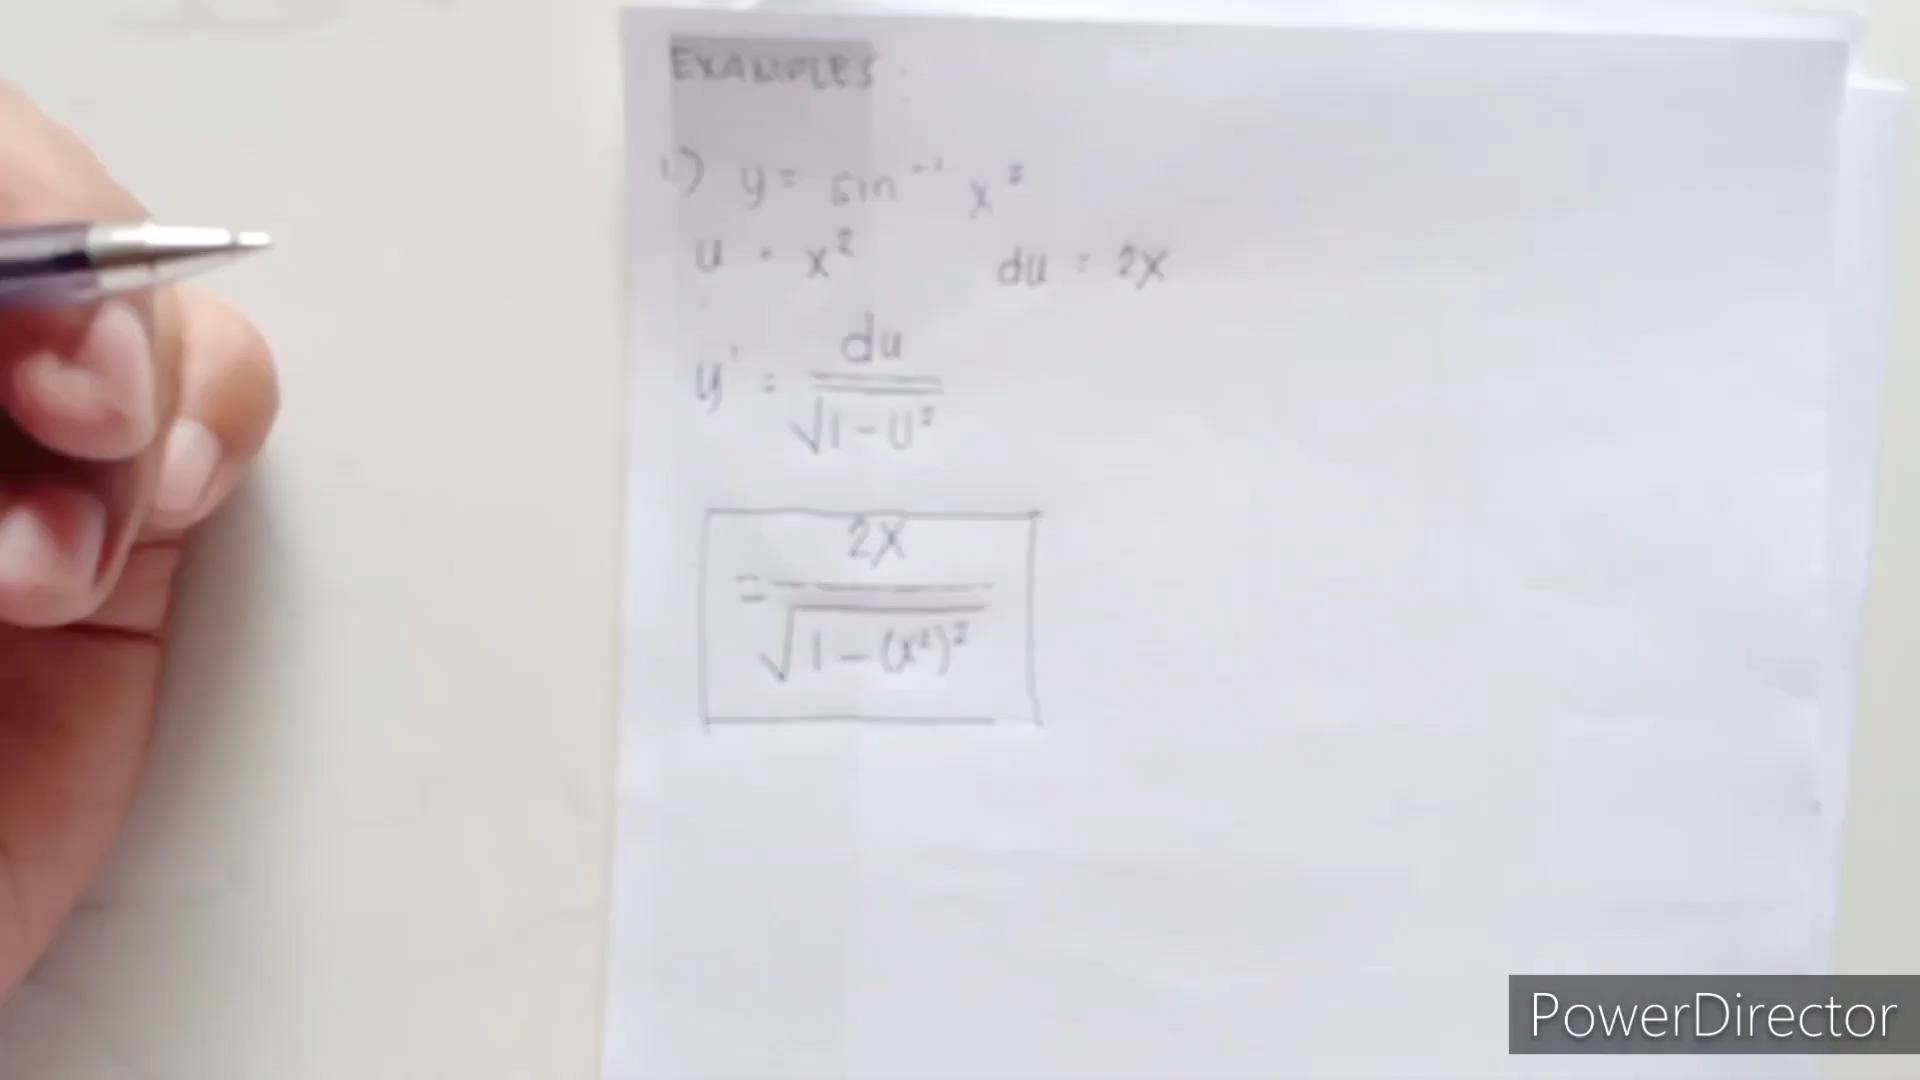 EXAMPLES:
1.) y = sin⁻¹ x²
u = x² du = 2x
y' = du / √1-u²
= 2x / √1-(x²)²
PowerDirector